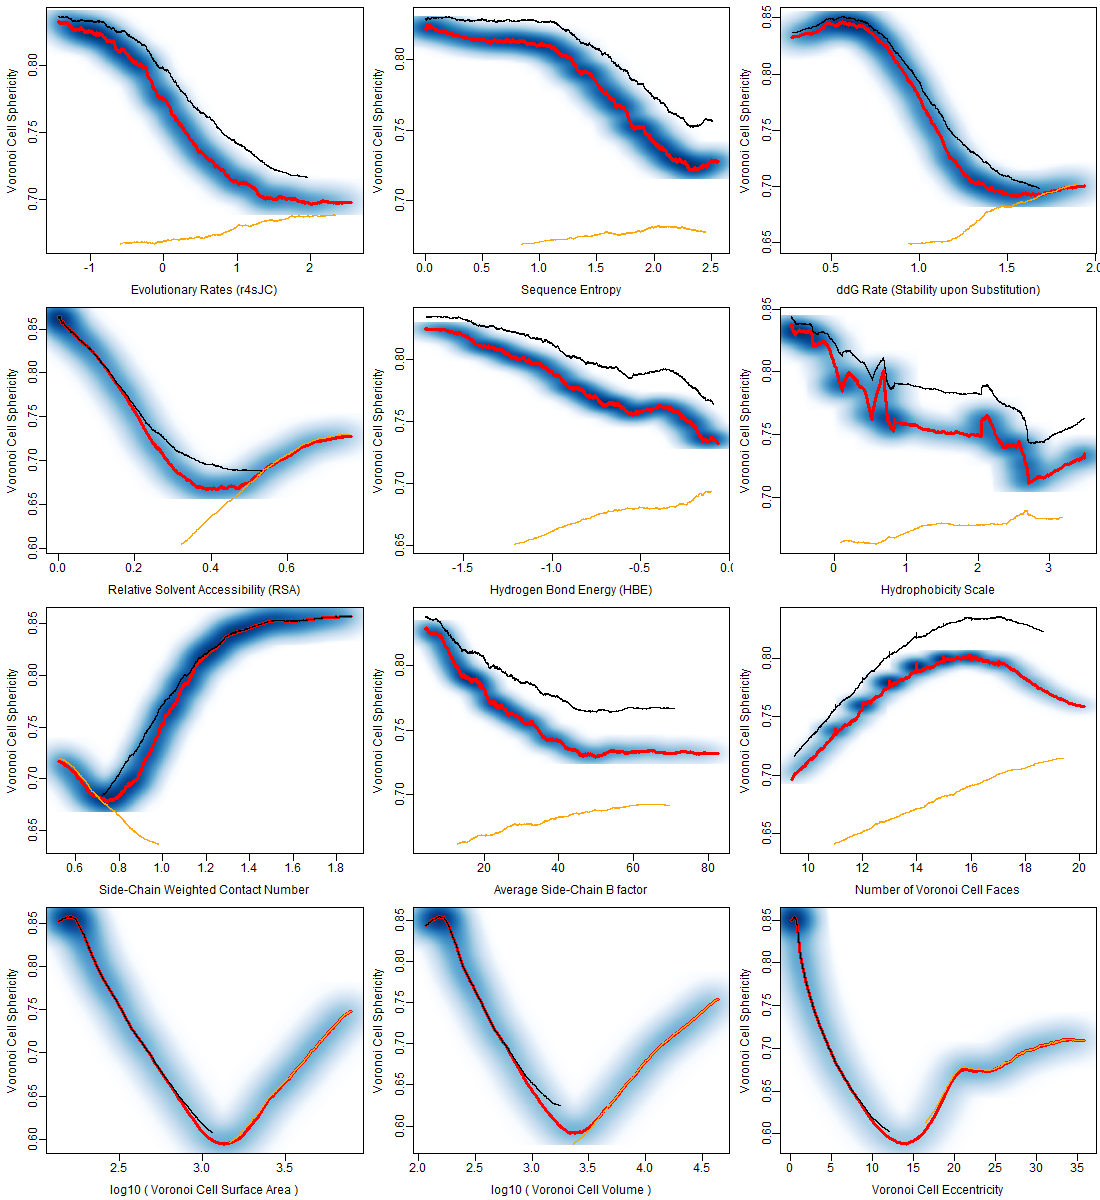 Voronoi Cell Sphericity
0.70 0.75 0.80
-1 0 1 2
Evolutionary Rates (r4sJC)
Voronoi Cell Sphericity
0.70 0.75 0.80
0.0 0.5 1.0 1.5 2.0 2.5
Sequence Entropy
Voronoi Cell Sphericity
0.65 0.70 0.75 0.80 0.85
0.5 1.0 1.5 2.0
ddG Rate (Stability upon Substitution)
Voronoi Cell Sphericity
0.60 0.65 0.70 0.75 0.80 0.85
0.0 0.2 0.4 0.6
Relative Solvent Accessibility (RSA)
Voronoi Cell Sphericity
0.65 0.70 0.75 0.80
-1.5 -1.0 -0.5 0.0
Hydrogen Bond Energy (HBE)
Voronoi Cell Sphericity
0.70 0.75 0.80 0.85
0 1 2 3
Hydrophobicity Scale
Voronoi Cell Sphericity
0.65 0.70 0.75 0.80 0.85
0.6 0.8 1.0 1.2 1.4 1.6 1.8
Side-Chain Weighted Contact Number
Voronoi Cell Sphericity
0.70 0.75 0.80
20 40 60 80
Average Side-Chain B factor
Voronoi Cell Sphericity
0.65 0.70 0.75 0.80
10 12 14 16 18 20
Number of Voronoi Cell Faces
Voronoi Cell Sphericity
0.60 0.65 0.70 0.75 0.80 0.85
2.5 3.0 3.5
log10 ( Voronoi Cell Surface Area )
Voronoi Cell Sphericity
0.60 0.65 0.70 0.75 0.80 0.85
2.0 2.5 3.0 3.5 4.0 4.5
log10 ( Voronoi Cell Volume )
Voronoi Cell Sphericity
0.60 0.65 0.70 0.75 0.80 0.85
0 5 10 15 20 25 30 35
Voronoi Cell Eccentricity